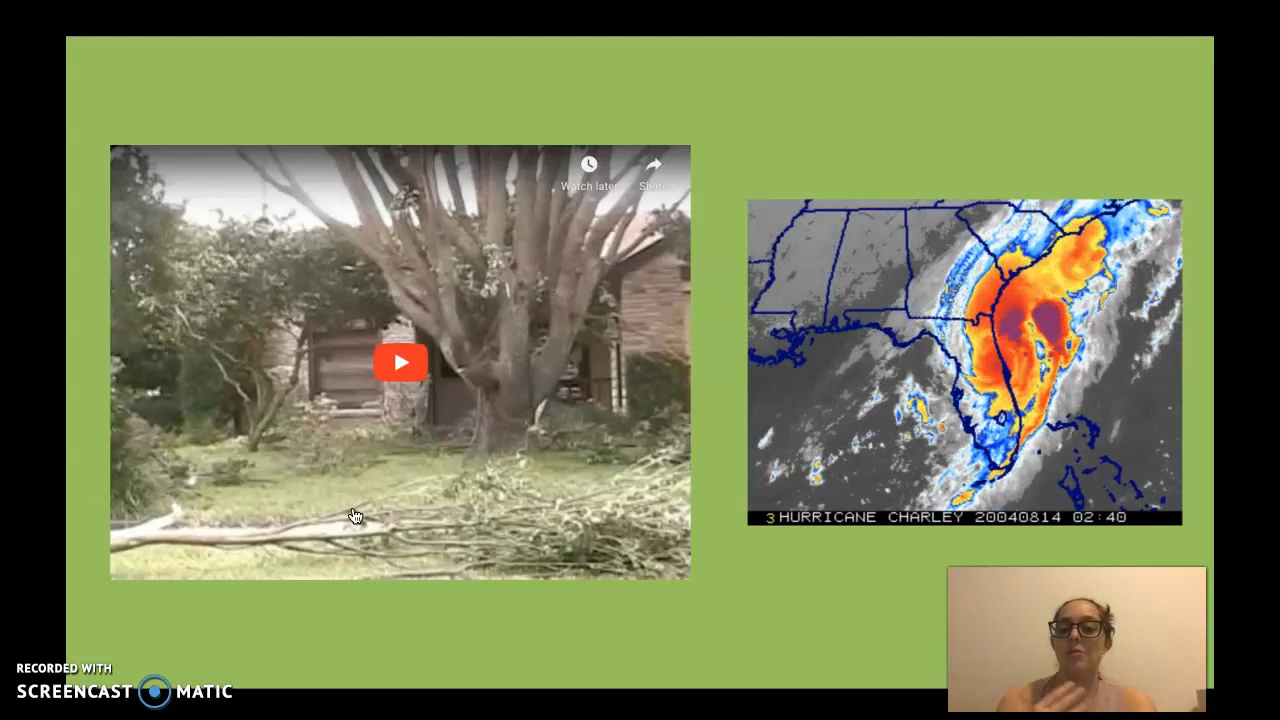 Watch later
Share
3 HURRICANE CHARLEY 20040814 02:40
RECORDED WITH
SCREENCAST MATIC